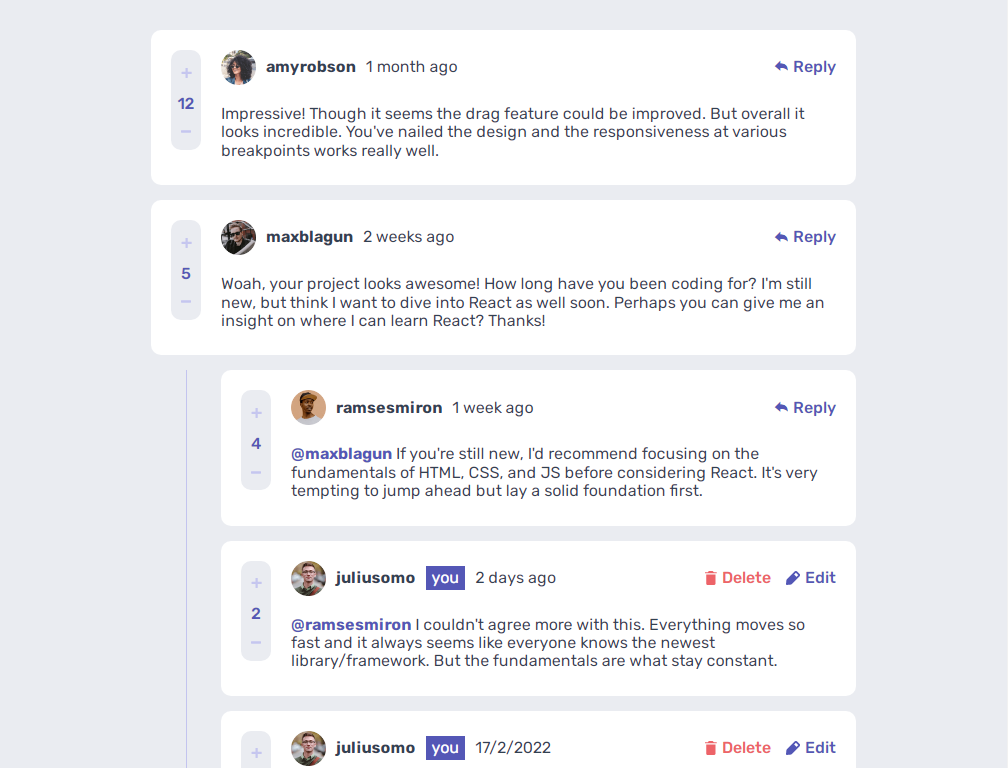 amyrobson 1 month ago Reply
+
12
−
Impressive! Though it seems the drag feature could be improved. But overall it
looks incredible. You've nailed the design and the responsiveness at various
breakpoints works really well.
maxblagun 2 weeks ago Reply
+
5
−
Woah, your project looks awesome! How long have you been coding for? I'm still
new, but think I want to dive into React as well soon. Perhaps you can give me an
insight on where I can learn React? Thanks!
ramsesmiron 1 week ago Reply
+
4
−
@maxblagun If you're still new, I'd recommend focusing on the
fundamentals of HTML, CSS, and JS before considering React. It's very
tempting to jump ahead but lay a solid foundation first.
juliusomo you 2 days ago Delete Edit
+
2
−
@ramsesmiron I couldn't agree more with this. Everything moves so
fast and it always seems like everyone knows the newest
library/framework. But the fundamentals are what stay constant.
juliusomo you 17/2/2022 Delete Edit
+